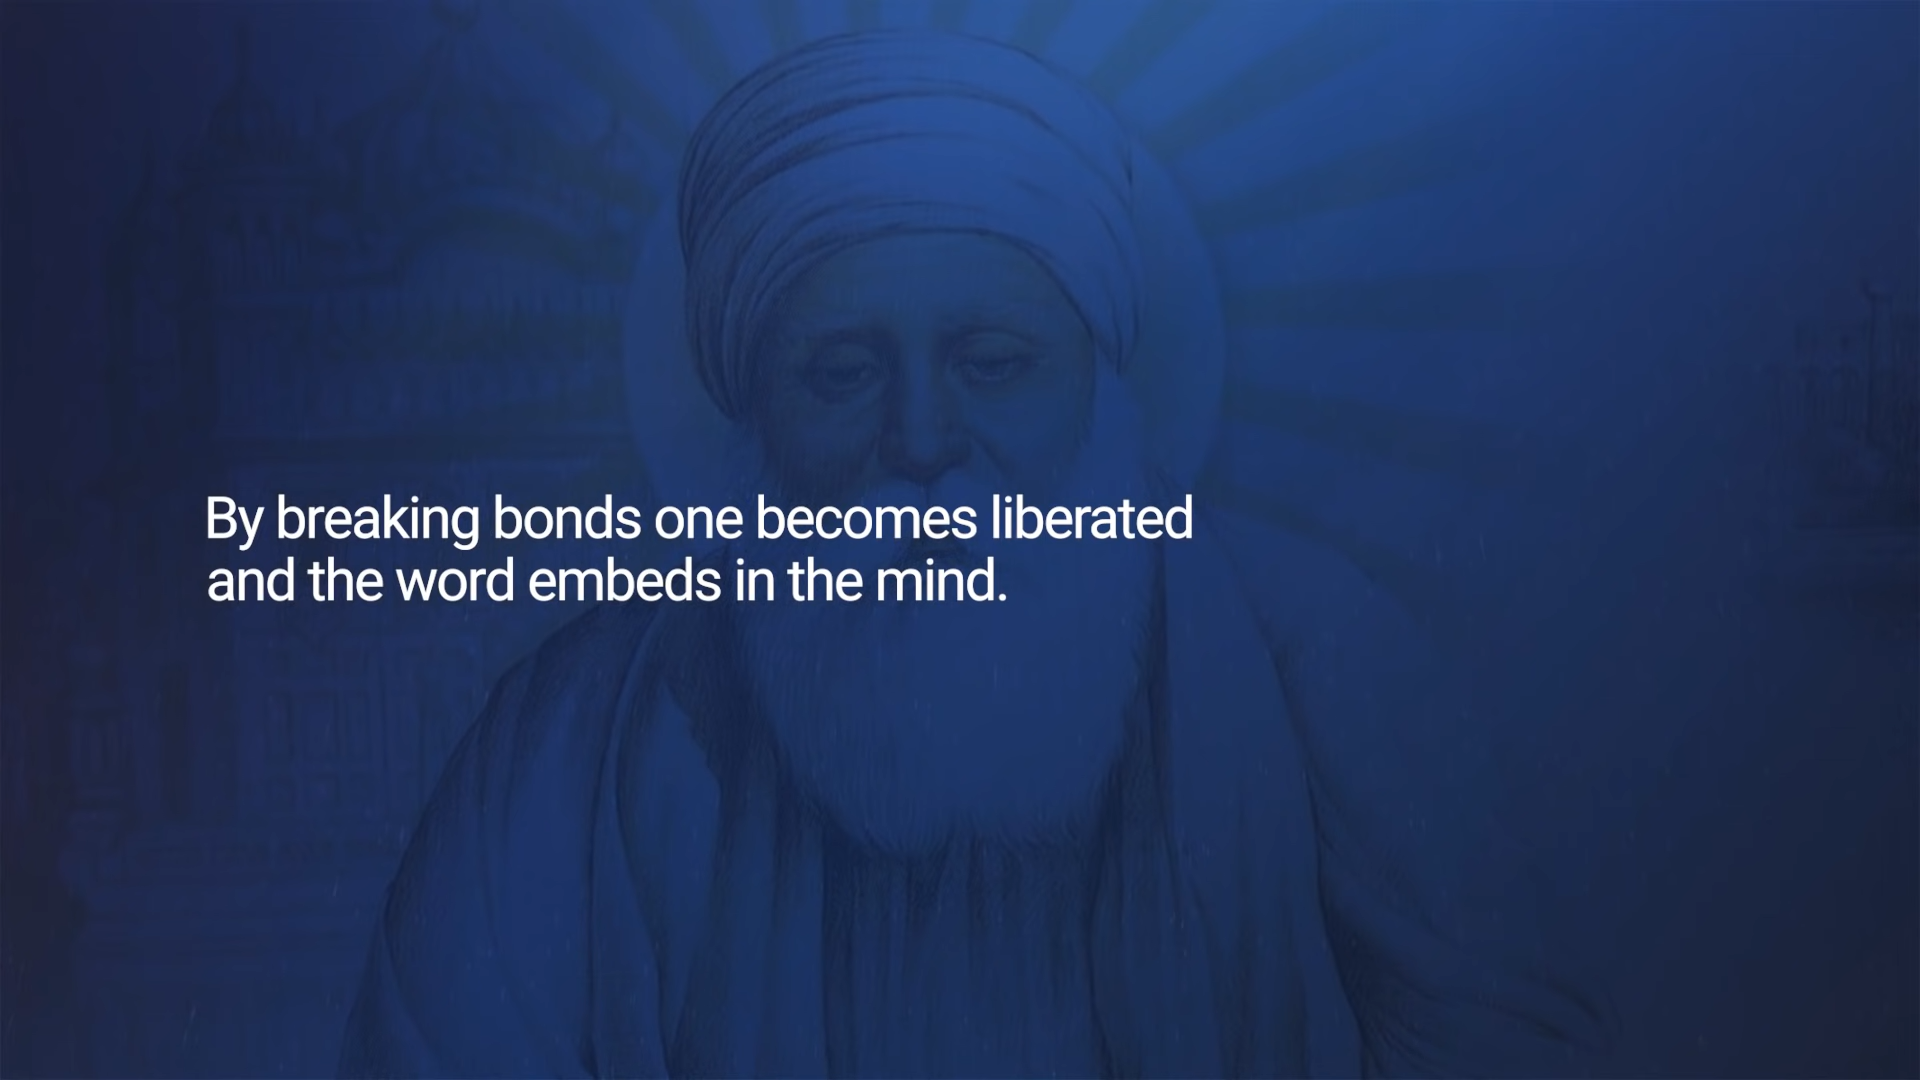 By breaking bonds one becomes liberated
and the word embeds in the mind.